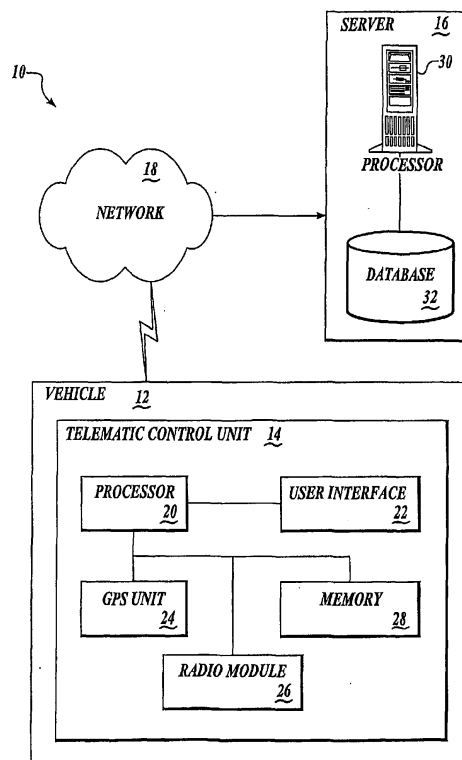 SERVER 16
30
10
PROCESSOR
18
NETWORK
DATABASE
32
VEHICLE 12
TELEMATIC CONTROL UNIT 14
PROCESSOR
20
USER INTERFACE
22
GPS UNIT
24
MEMORY
28
RADIO MODULE
26